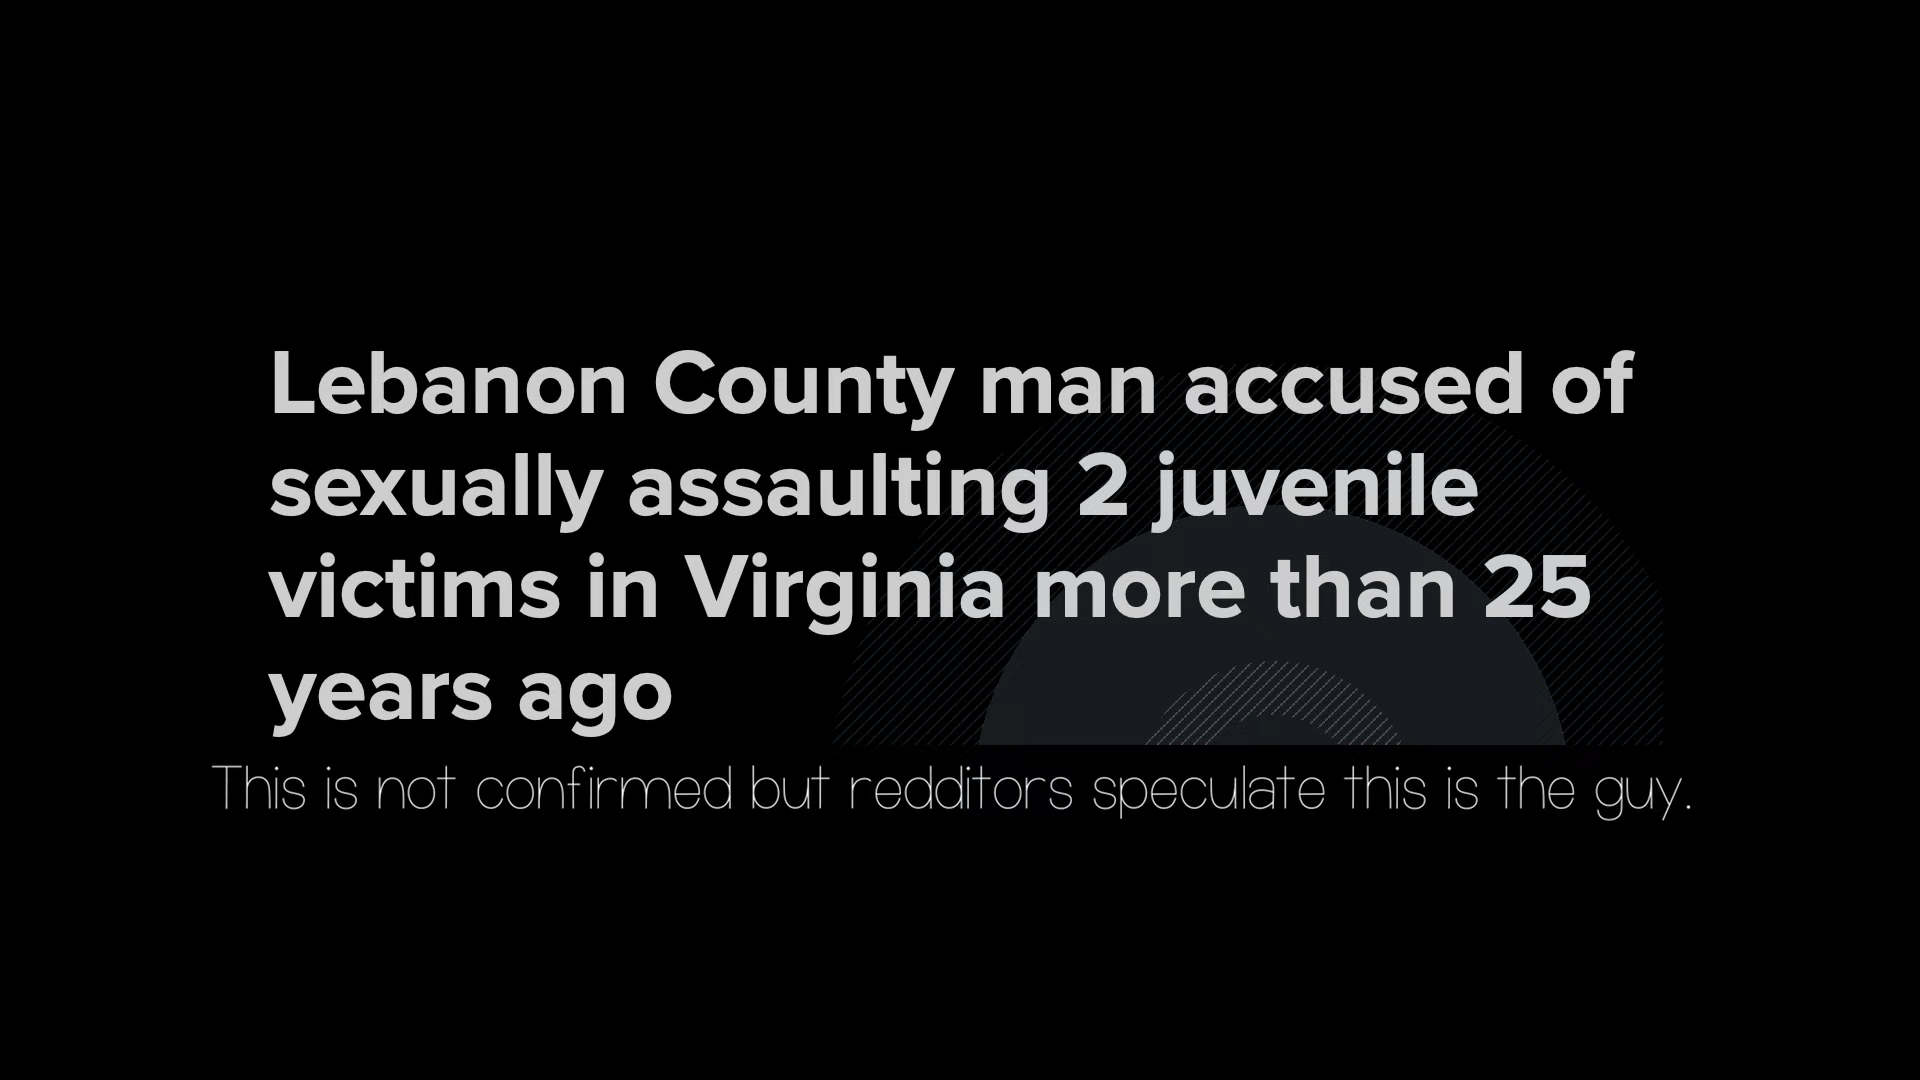 Lebanon County man accused of
sexually assaulting 2 juvenile
victims in Virginia more than 25
years ago
This is not confirmed but redditors speculate this is the guy.